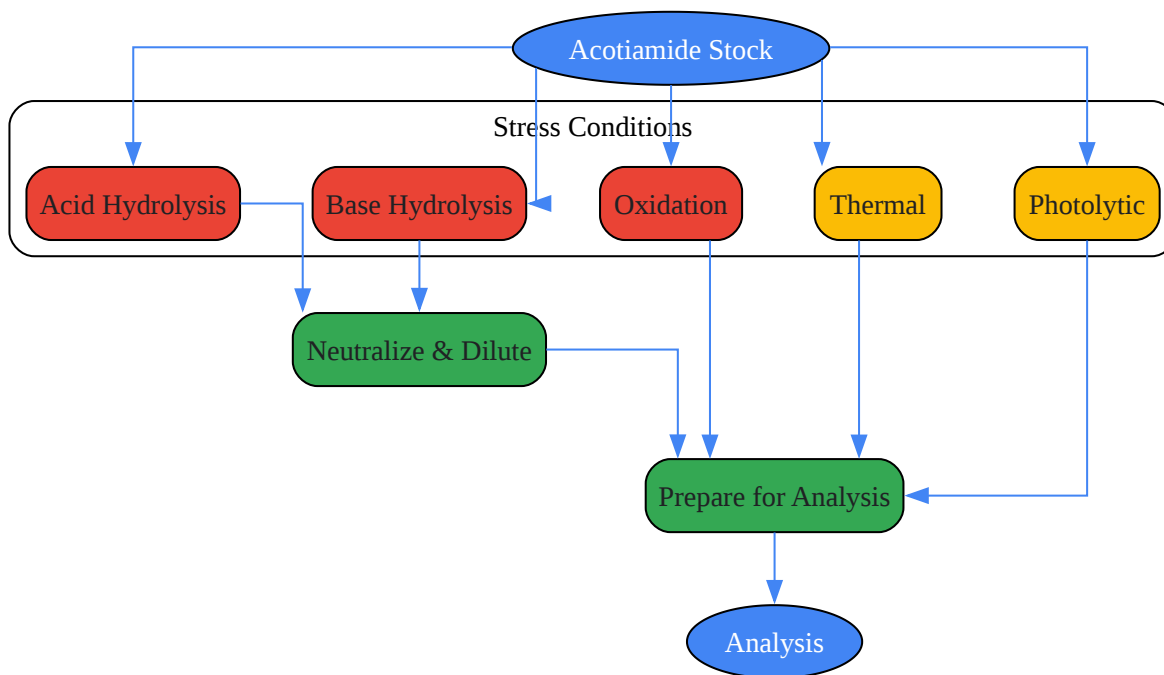 Acotiamide Stock
Stress Conditions
Acid Hydrolysis
Base Hydrolysis
Oxidation
Thermal
Photolytic
Neutralize & Dilute
Prepare for Analysis
Analysis